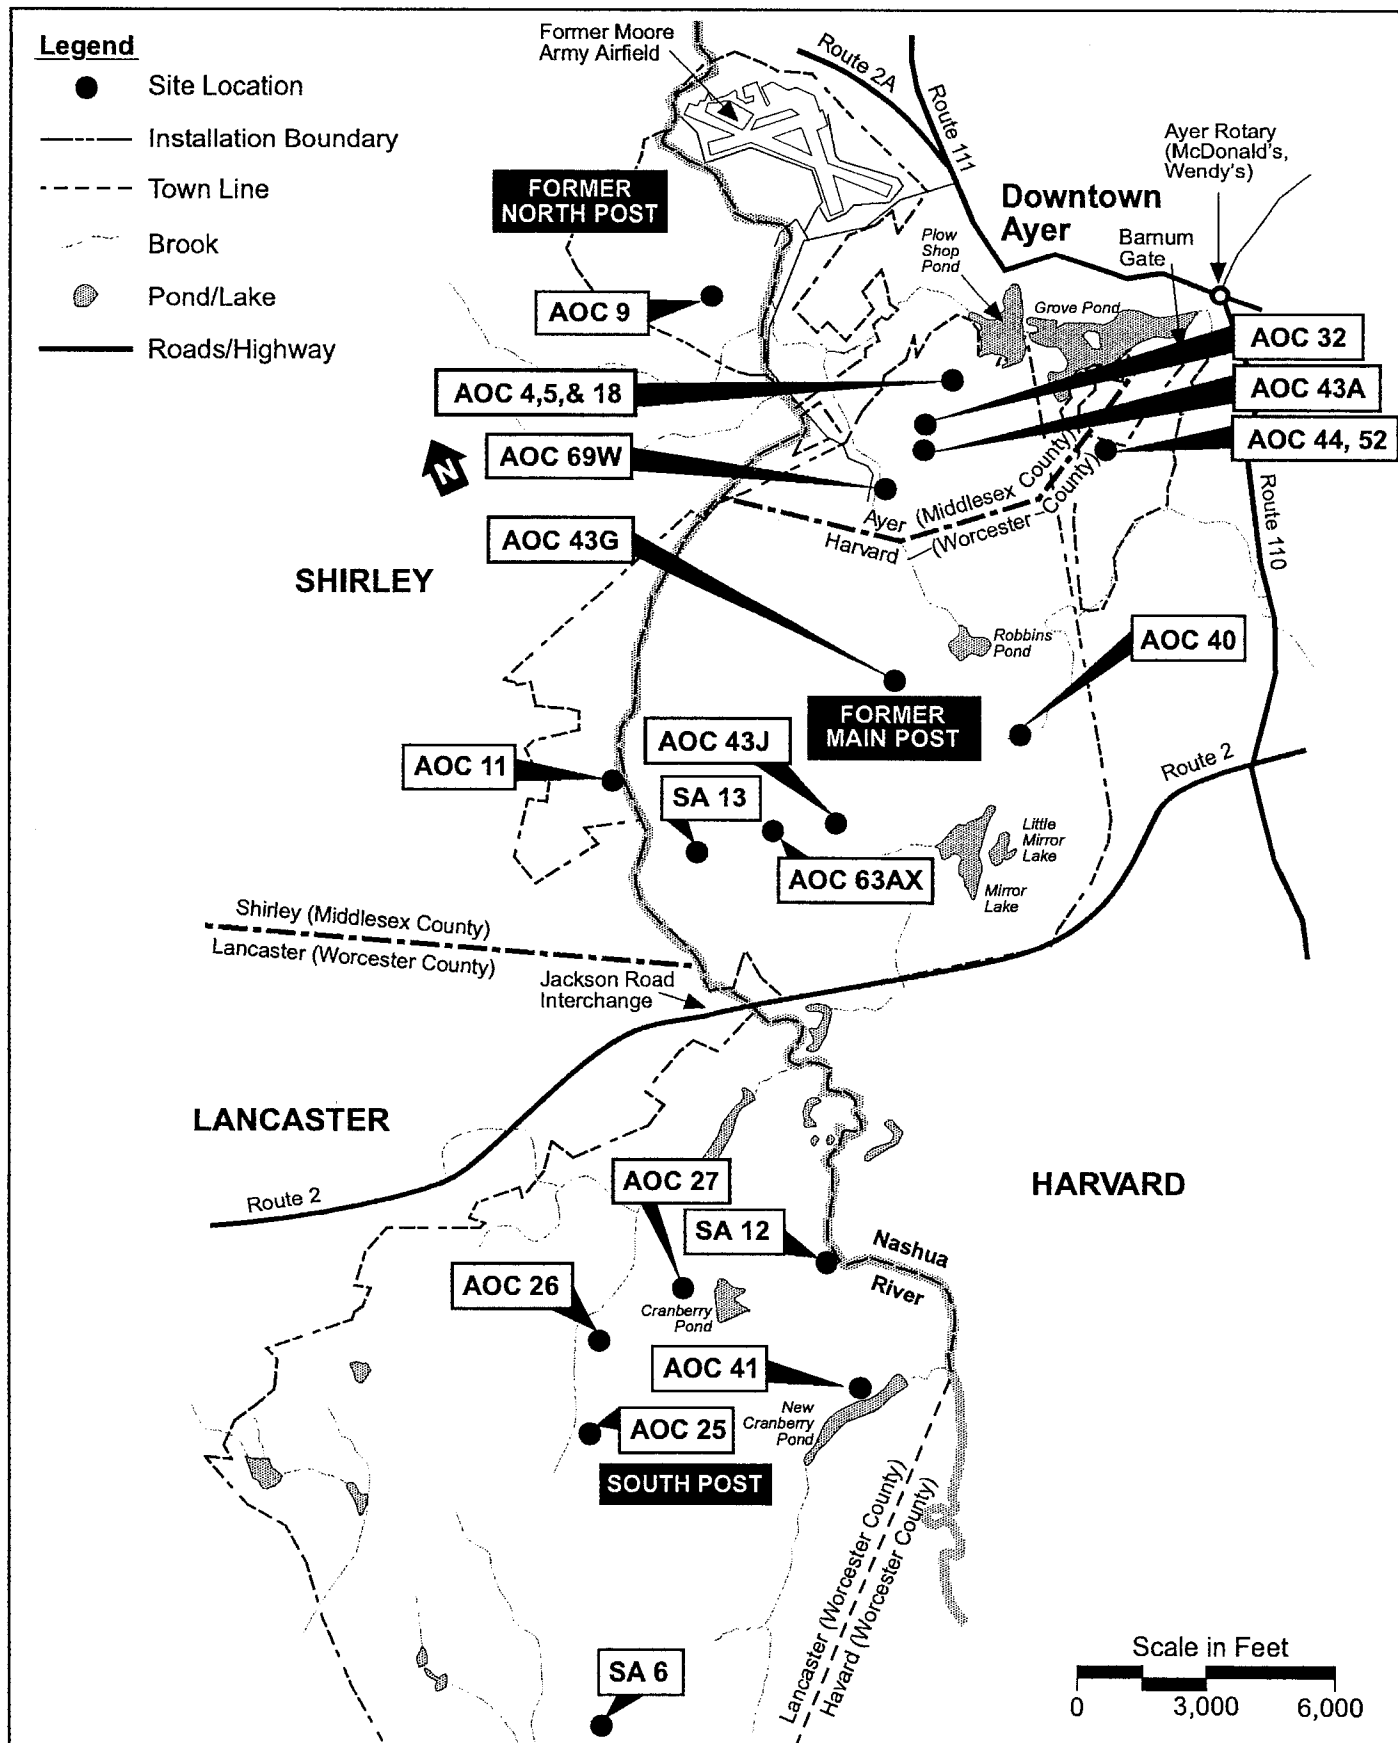 Legend
Site Location
Installation Boundary
Town Line
Brook
Pond/Lake
Roads/Highway
Former Moore
Army Airfield
Route 2A
Route 111
Ayer Rotary
(McDonald's,
Wendy's)
FORMER
NORTH POST
Downtown
Ayer
Barnum
Gate
Plow
Shop
Pond
Grove Pond
AOC 9
AOC 32
AOC 4,5,& 18
AOC 43A
AOC 44, 52
N
AOC 69W
Ayer (Middlesex County)
Harvard (Worcester County)
Route 110
AOC 43G
SHIRLEY
Robbins
Pond
AOC 40
FORMER
MAIN POST
AOC 43J
AOC 11
SA 13
Route 2
Little
Mirror
Lake
AOC 63AX
Mirror
Lake
Shirley (Middlesex County)
Lancaster (Worcester County)
Jackson Road
Interchange
LANCASTER
HARVARD
Route 2
AOC 27
SA 12
Nashua
River
AOC 26
Cranberry
Pond
AOC 41
New
Cranberry
Pond
AOC 25
SOUTH POST
Lancaster (Worcester County)
Havard (Worcester County)
SA 6
Scale in Feet
0 3,000 6,000